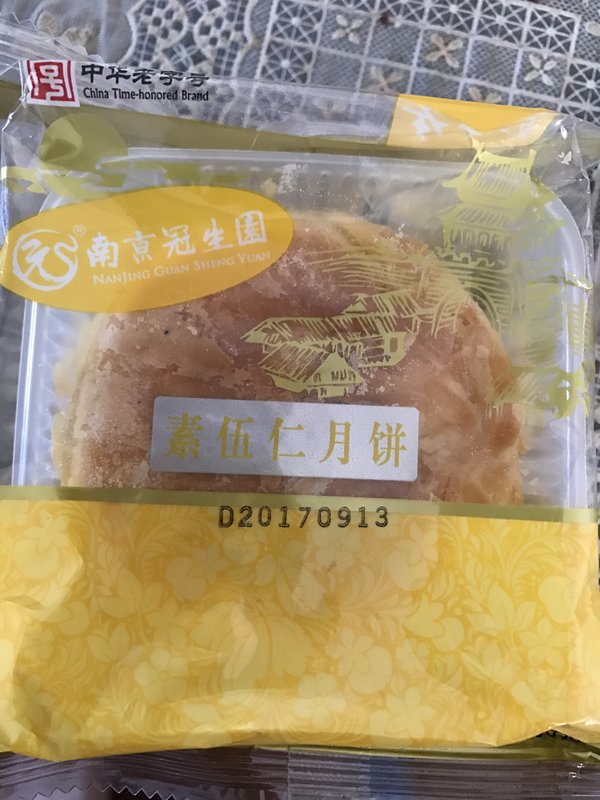 中华老字号
China Time-honored Brand
南京冠生園
NANJING GUAN SHENG YUAN
素伍仁月饼
D20170913